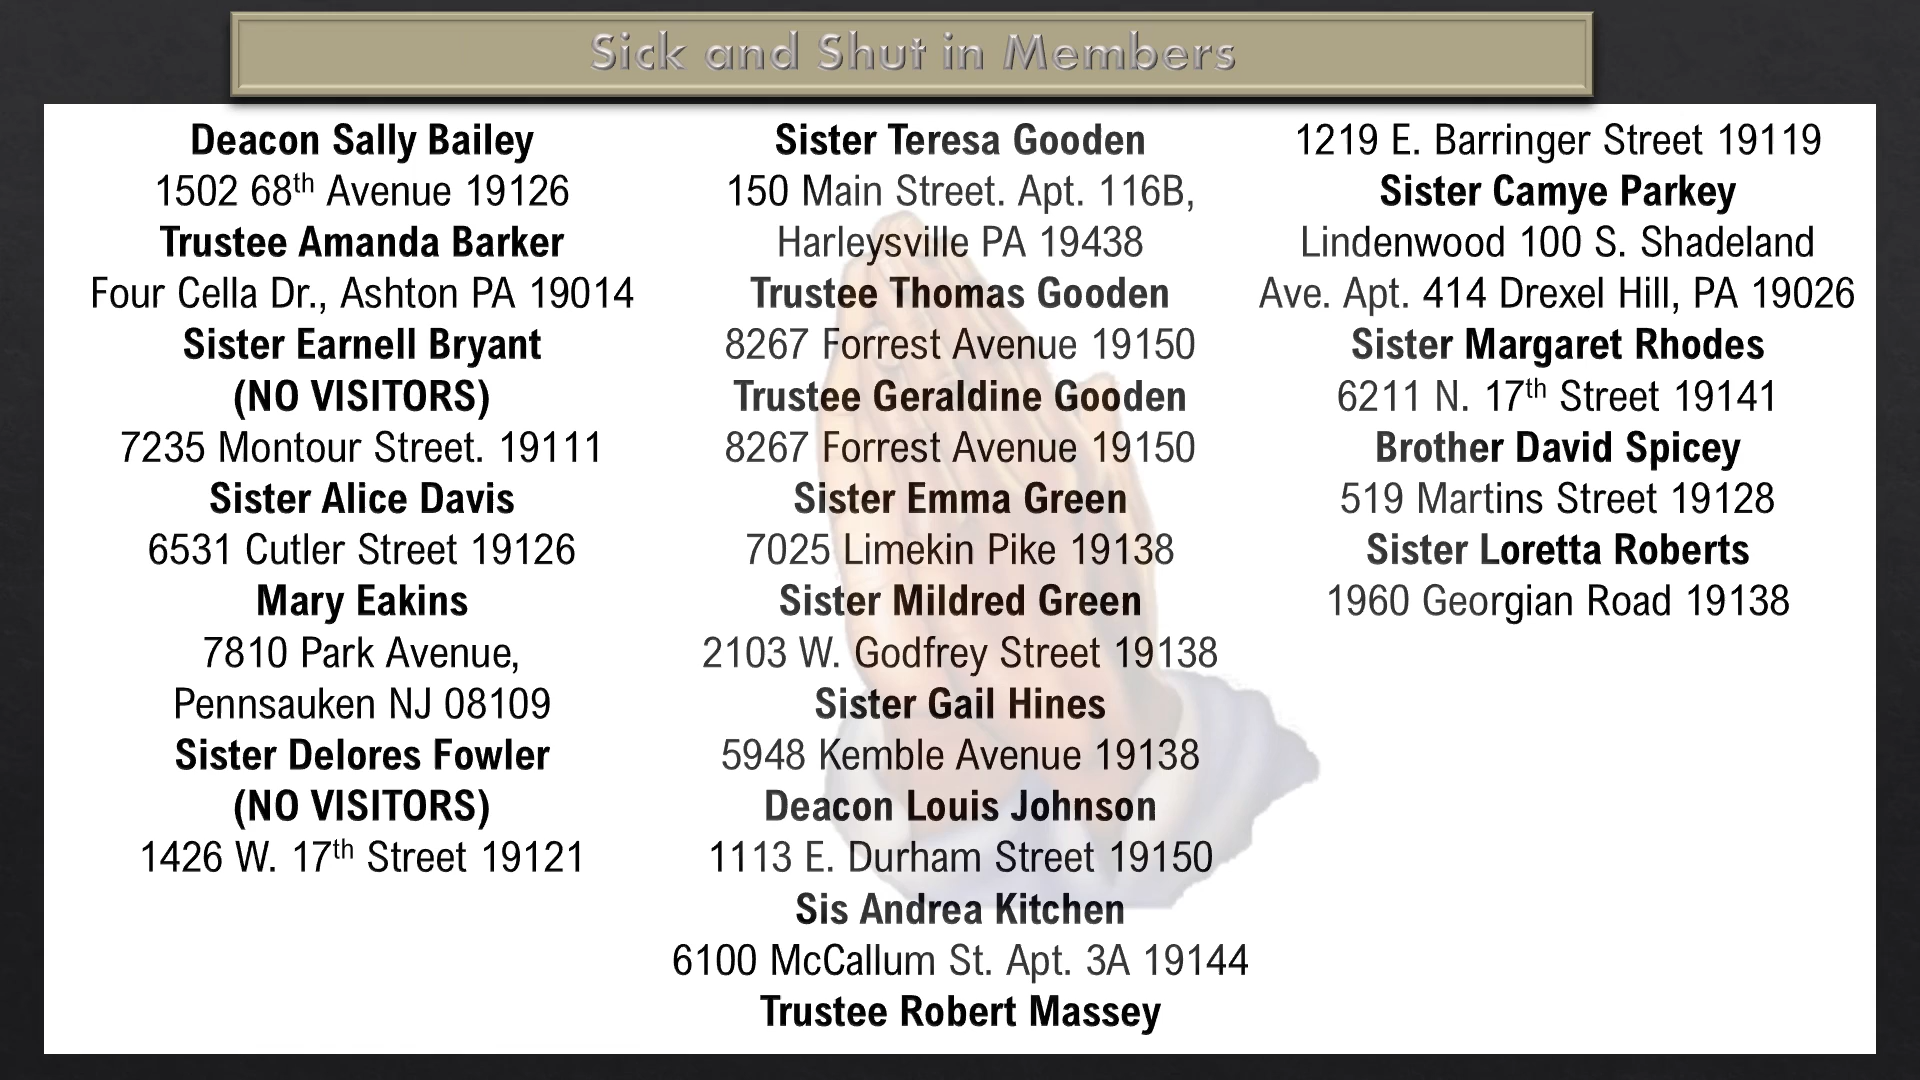 Sick and Shut in Members
Deacon Sally Bailey
1502 68th Avenue 19126
Trustee Amanda Barker
Four Cella Dr., Ashton PA 19014
Sister Earnell Bryant
(NO VISITORS)
7235 Montour Street. 19111
Sister Alice Davis
6531 Cutler Street 19126
Mary Eakins
7810 Park Avenue,
Pennsauken NJ 08109
Sister Delores Fowler
(NO VISITORS)
1426 W. 17th Street 19121
Sister Teresa Gooden
150 Main Street. Apt. 116B,
Harleysville PA 19438
Trustee Thomas Gooden
8267 Forrest Avenue 19150
Trustee Geraldine Gooden
8267 Forrest Avenue 19150
Sister Emma Green
7025 Limekin Pike 19138
Sister Mildred Green
2103 W. Godfrey Street 19138
Sister Gail Hines
5948 Kemble Avenue 19138
Deacon Louis Johnson
1113 E. Durham Street 19150
Sis Andrea Kitchen
6100 McCallum St. Apt. 3A 19144
Trustee Robert Massey
1219 E. Barringer Street 19119
Sister Camye Parkey
Lindenwood 100 S. Shadeland
Ave. Apt. 414 Drexel Hill, PA 19026
Sister Margaret Rhodes
6211 N. 17th Street 19141
Brother David Spicey
519 Martins Street 19128
Sister Loretta Roberts
1960 Georgian Road 19138